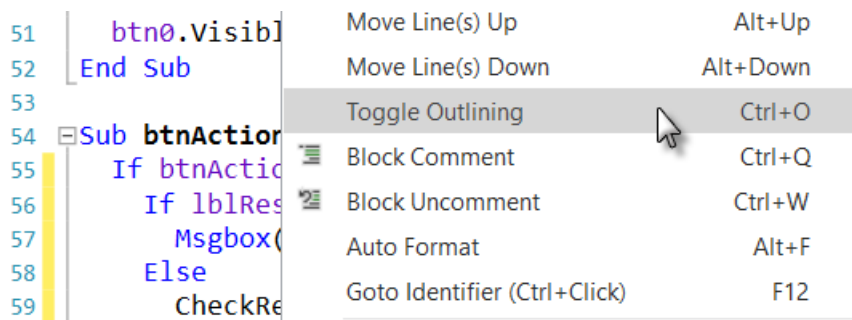 51 btn0.Visibl
52 End Sub
53
54 Sub btnAction
55 If btnActio
56 If lblRes
57 Msgbox(
58 Else
59 CheckRe
Move Line(s) Up Alt+Up
Move Line(s) Down Alt+Down
Toggle Outlining Ctrl+O
Block Comment Ctrl+Q
Block Uncomment Ctrl+W
Auto Format Alt+F
Goto Identifier (Ctrl+Click) F12